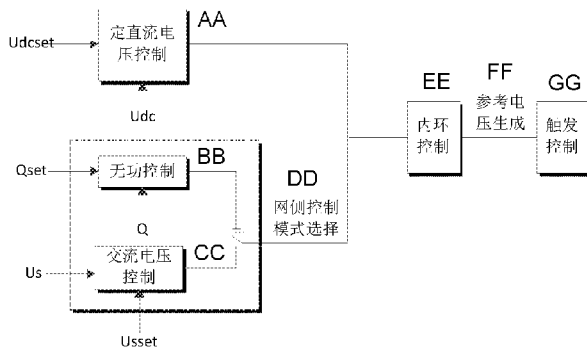 AA
Udcset
定直流电
压控制
Udc
EE
FF
GG
参考电
压生成
内环
控制
触发
控制
BB
Qset
无功控制
DD
网侧控制
模式选择
Q
CC
Us
交流电压
控制
Usset